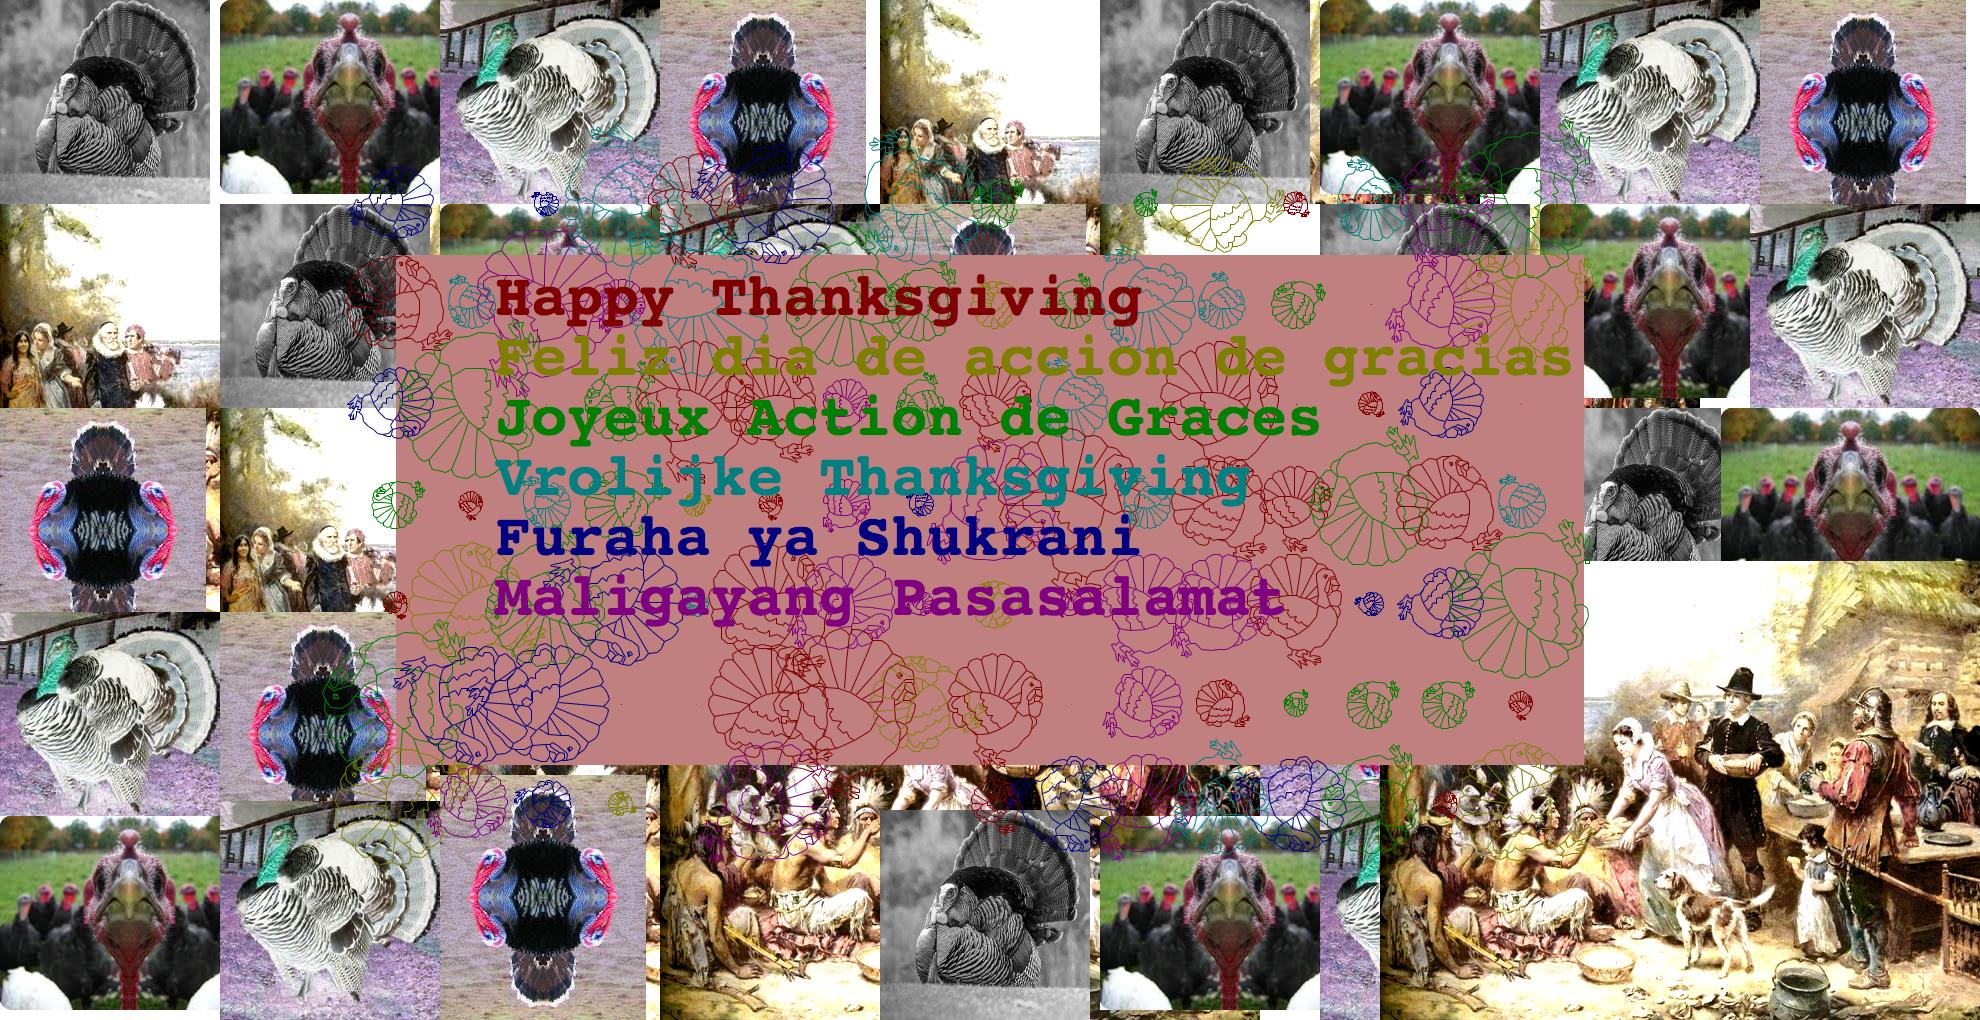 Happy Thanksgiving
Feliz dia de accion de gracias
Joyeux Action de Graces
Vrolijke Thanksgiving
Furaha ya Shukrani
Maligayang Pasasalamat